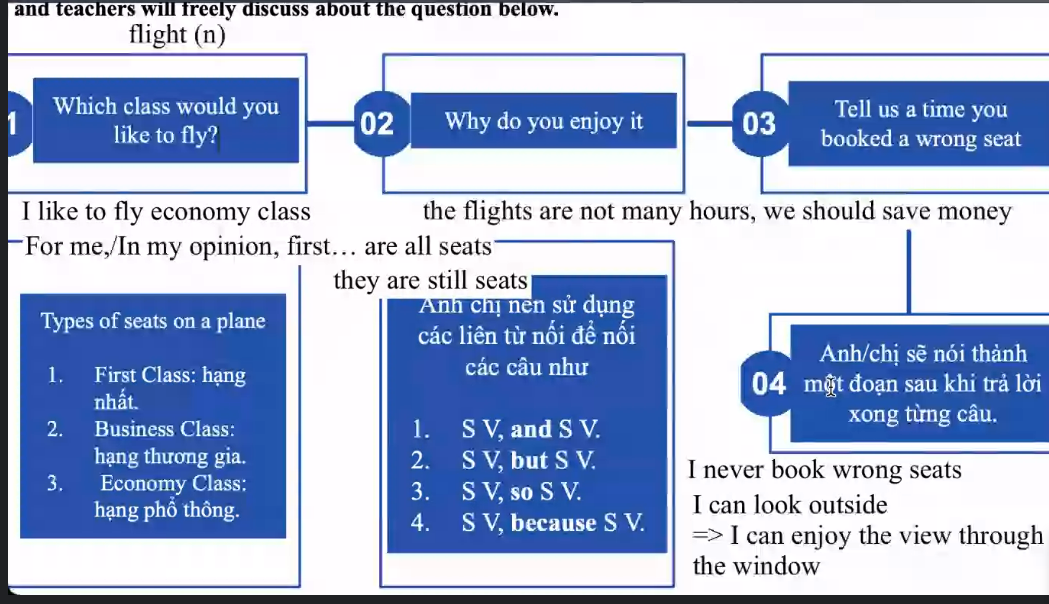 and teachers will freely discuss about the question below.
flight (n)
1
Which class would you
like to fly?
02
Why do you enjoy it
03
Tell us a time you
booked a wrong seat
I like to fly economy class
the flights are not many hours, we should save money
For me,/In my opinion, first… are all seats
they are still seats
Types of seats on a plane
1. First Class: hạng
nhất.
2. Business Class:
hạng thương gia.
3. Economy Class:
hạng phổ thông.
Anh chị nên sử dụng
các liên từ nối để nối
các câu như
1. S V, and S V.
2. S V, but S V.
3. S V, so S V.
4. S V, because S V.
04
Anh/chị sẽ nói thành
một đoạn sau khi trả lời
xong từng câu.
I never book wrong seats
I can look outside
=> I can enjoy the view through
the window